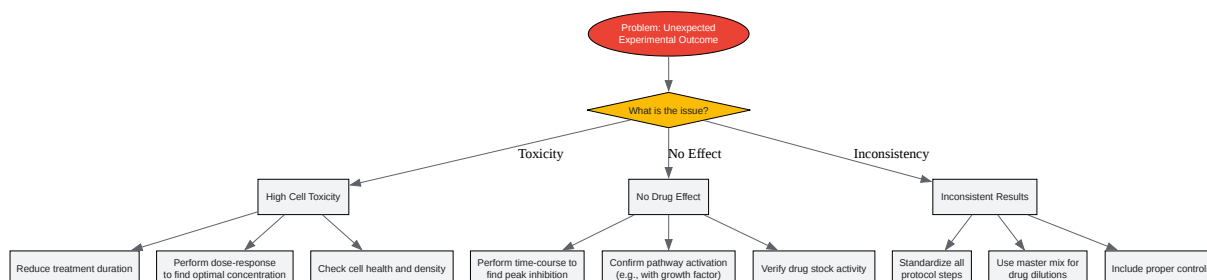 Problem: Unexpected
Experimental Outcome
What is the issue?
Toxicity
No Effect
Inconsistency
High Cell Toxicity
No Drug Effect
Inconsistent Results
Reduce treatment duration
Perform dose-response
to find optimal concentration
Check cell health and density
Perform time-course to
find peak inhibition
Confirm pathway activation
(e.g., with growth factor)
Verify drug stock activity
Standardize all
protocol steps
Use master mix for
drug dilutions
Include proper control